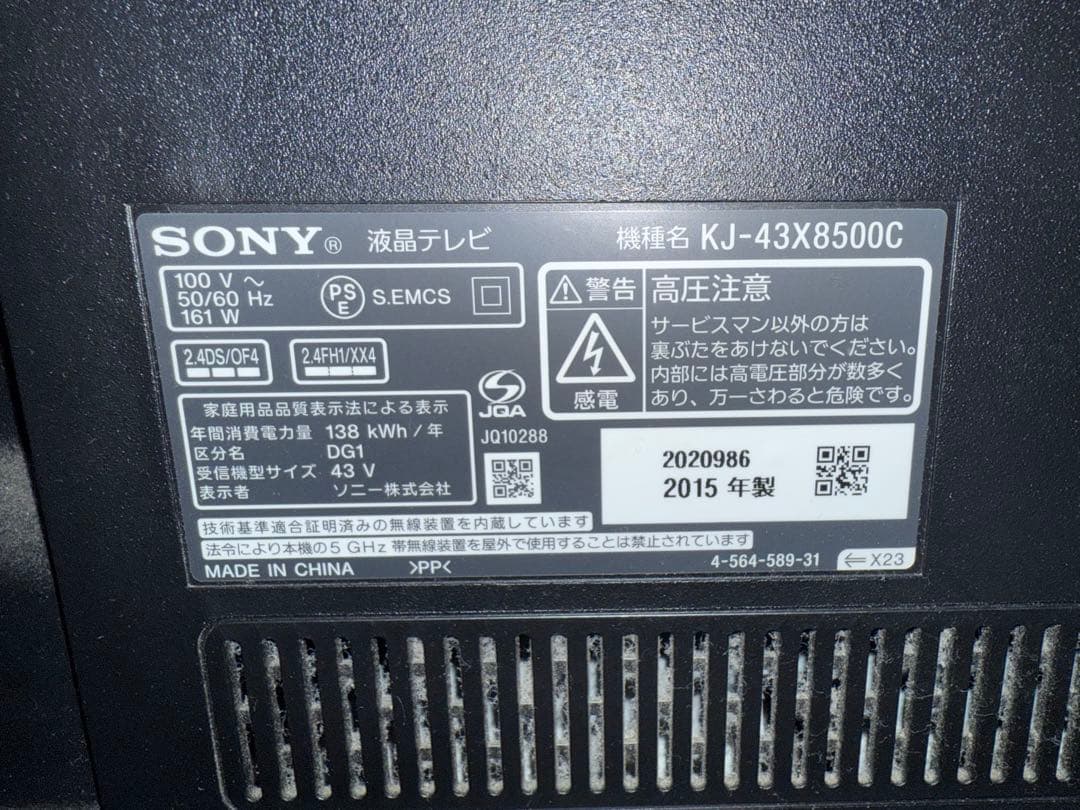 SONY® 液晶テレビ
機種名 KJ-43X8500C
100 V ~
50/60 Hz
161 W
PS
E
S.EMCS
2.4DS/OF4
2.4FH1/XX4
家庭用品品質表示法による表示
年間消費電力量 138 kWh / 年
区分名 DG1
受信機型サイズ 43 V
表示者 ソニー株式会社
JQA
JQ10288
警告
感電
高圧注意
サービスマン以外の方は
裏ぶたをあけないでください。
内部には高電圧部分が数多く
あり、万一さわると危険です。
2020986
2015 年製
技術基準適合証明済みの無線装置を内蔵しています
法令により本機の5 GHz 帯無線装置を屋外で使用することは禁止されています
MADE IN CHINA >PP<
4-564-589-31 ⇐X23